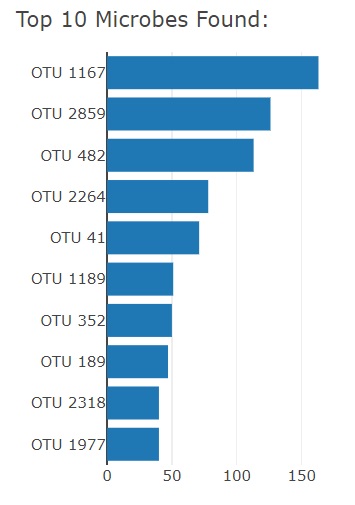 Top 10 Microbes Found:
OTU 1167
OTU 2859
OTU 482
OTU 2264
OTU 41
OTU 1189
OTU 352
OTU 189
OTU 2318
OTU 1977
0 50 100 150